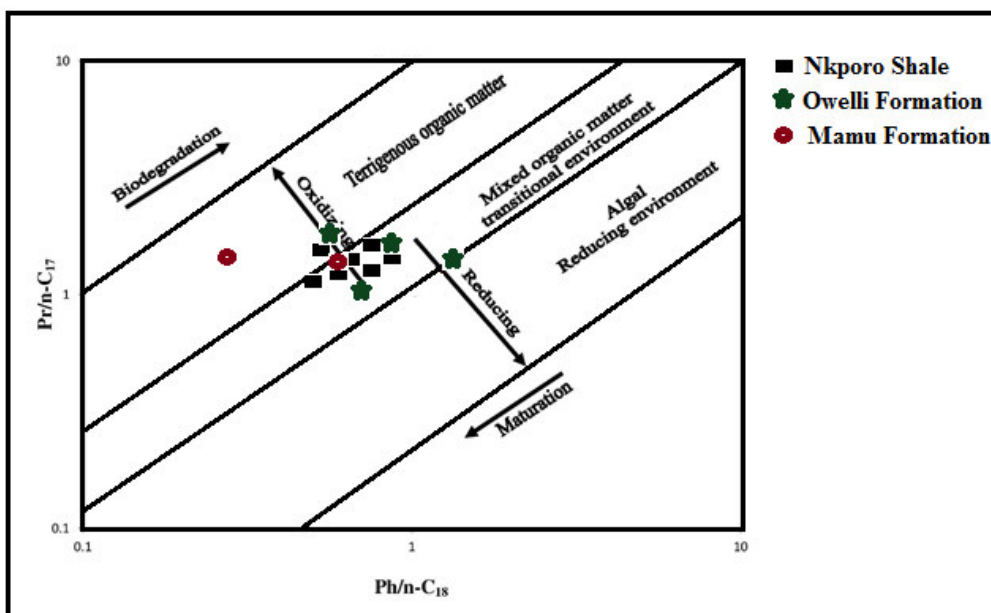 Nkporo Shale
Owelli Formation
Mamu Formation
10
1
0.1
Pr/n-C₁₇
Biodegradation
Oxidizing
Terrigenous organic matter
Mixed organic matter
transitional environment
Algal
Reducing environment
Reducing
Maturation
0.1
1
10
Ph/n-C₁₈